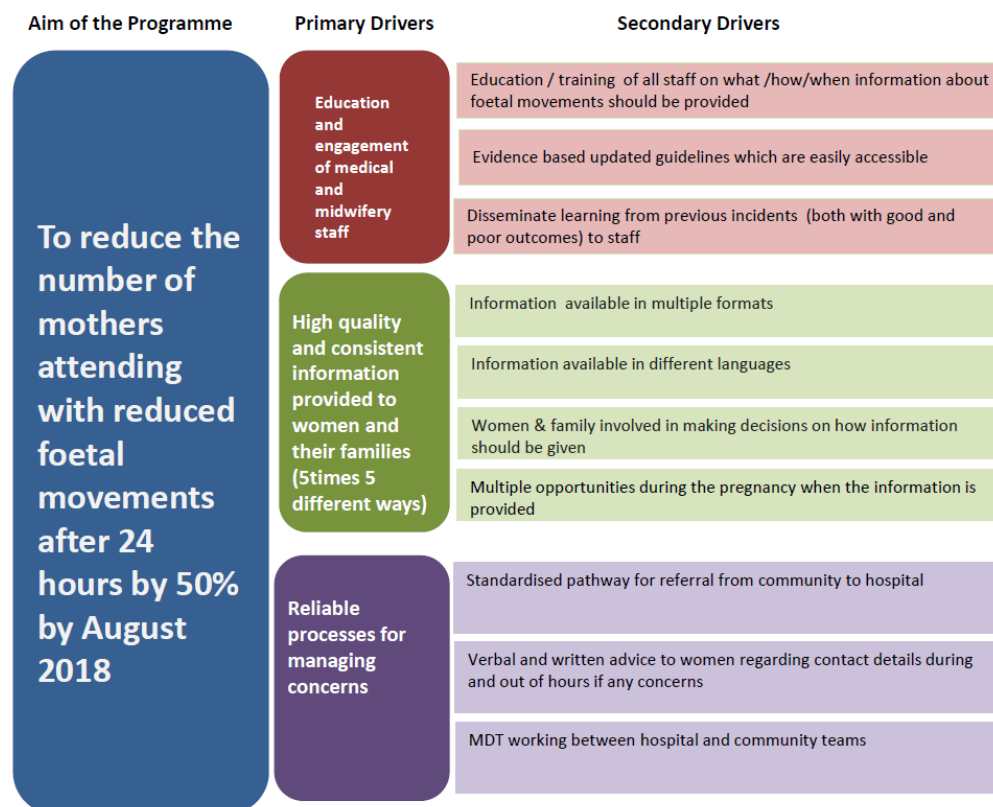 Aim of the Programme
Primary Drivers
Secondary Drivers
To reduce the
number of
mothers
attending
with reduced
foetal
movements
after 24
hours by 50%
by August
2018
Education
and
engagement
of medical
and
midwifery
staff
Education / training of all staff on what /how/when information about
foetal movements should be provided
Evidence based updated guidelines which are easily accessible
Disseminate learning from previous incidents (both with good and
poor outcomes) to staff
High quality
and consistent
information
provided to
women and
their families
(5times 5
different ways)
Information available in multiple formats
Information available in different languages
Women & family involved in making decisions on how information
should be given
Multiple opportunities during the pregnancy when the information is
provided
Reliable
processes for
managing
concerns
Standardised pathway for referral from community to hospital
Verbal and written advice to women regarding contact details during
and out of hours if any concerns
MDT working between hospital and community teams